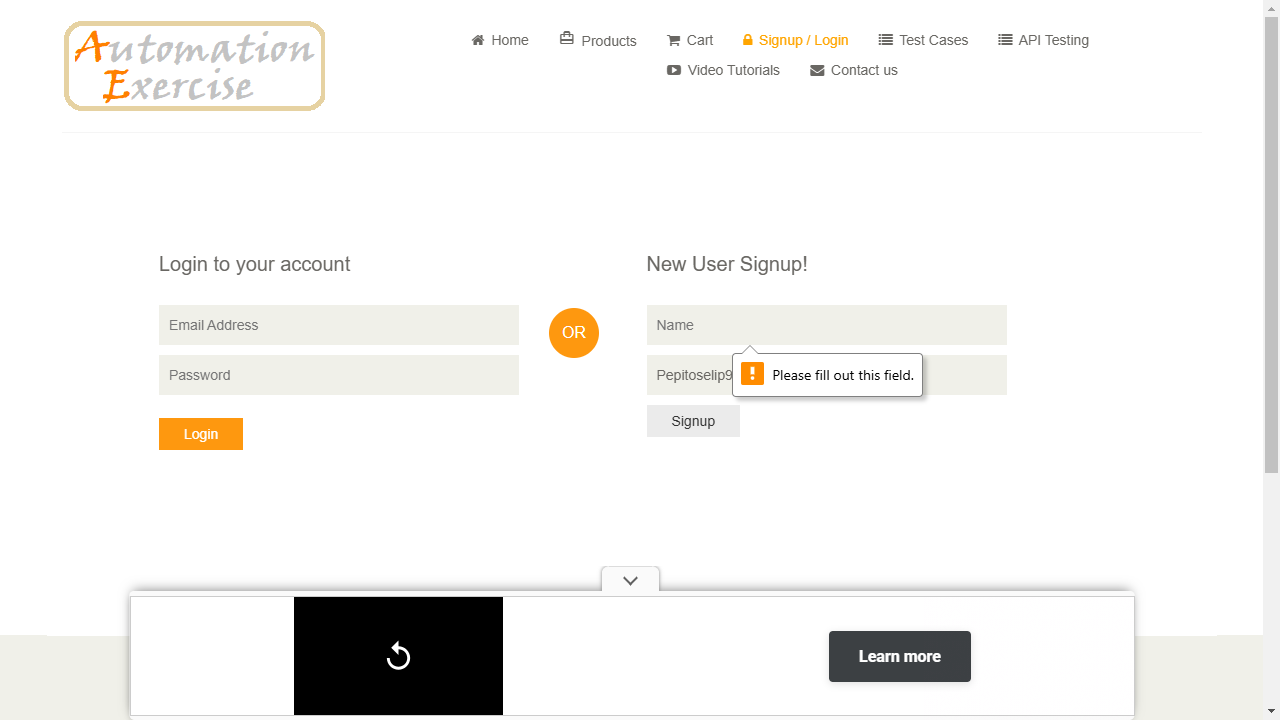 Automation
Exercise
Home
Products
Cart
Signup / Login
Test Cases
API Testing
Video Tutorials
Contact us
Login to your account
New User Signup!
Email Address
OR
Name
Password
Pepitoselip9
Please fill out this field.
Login
Signup
Learn more